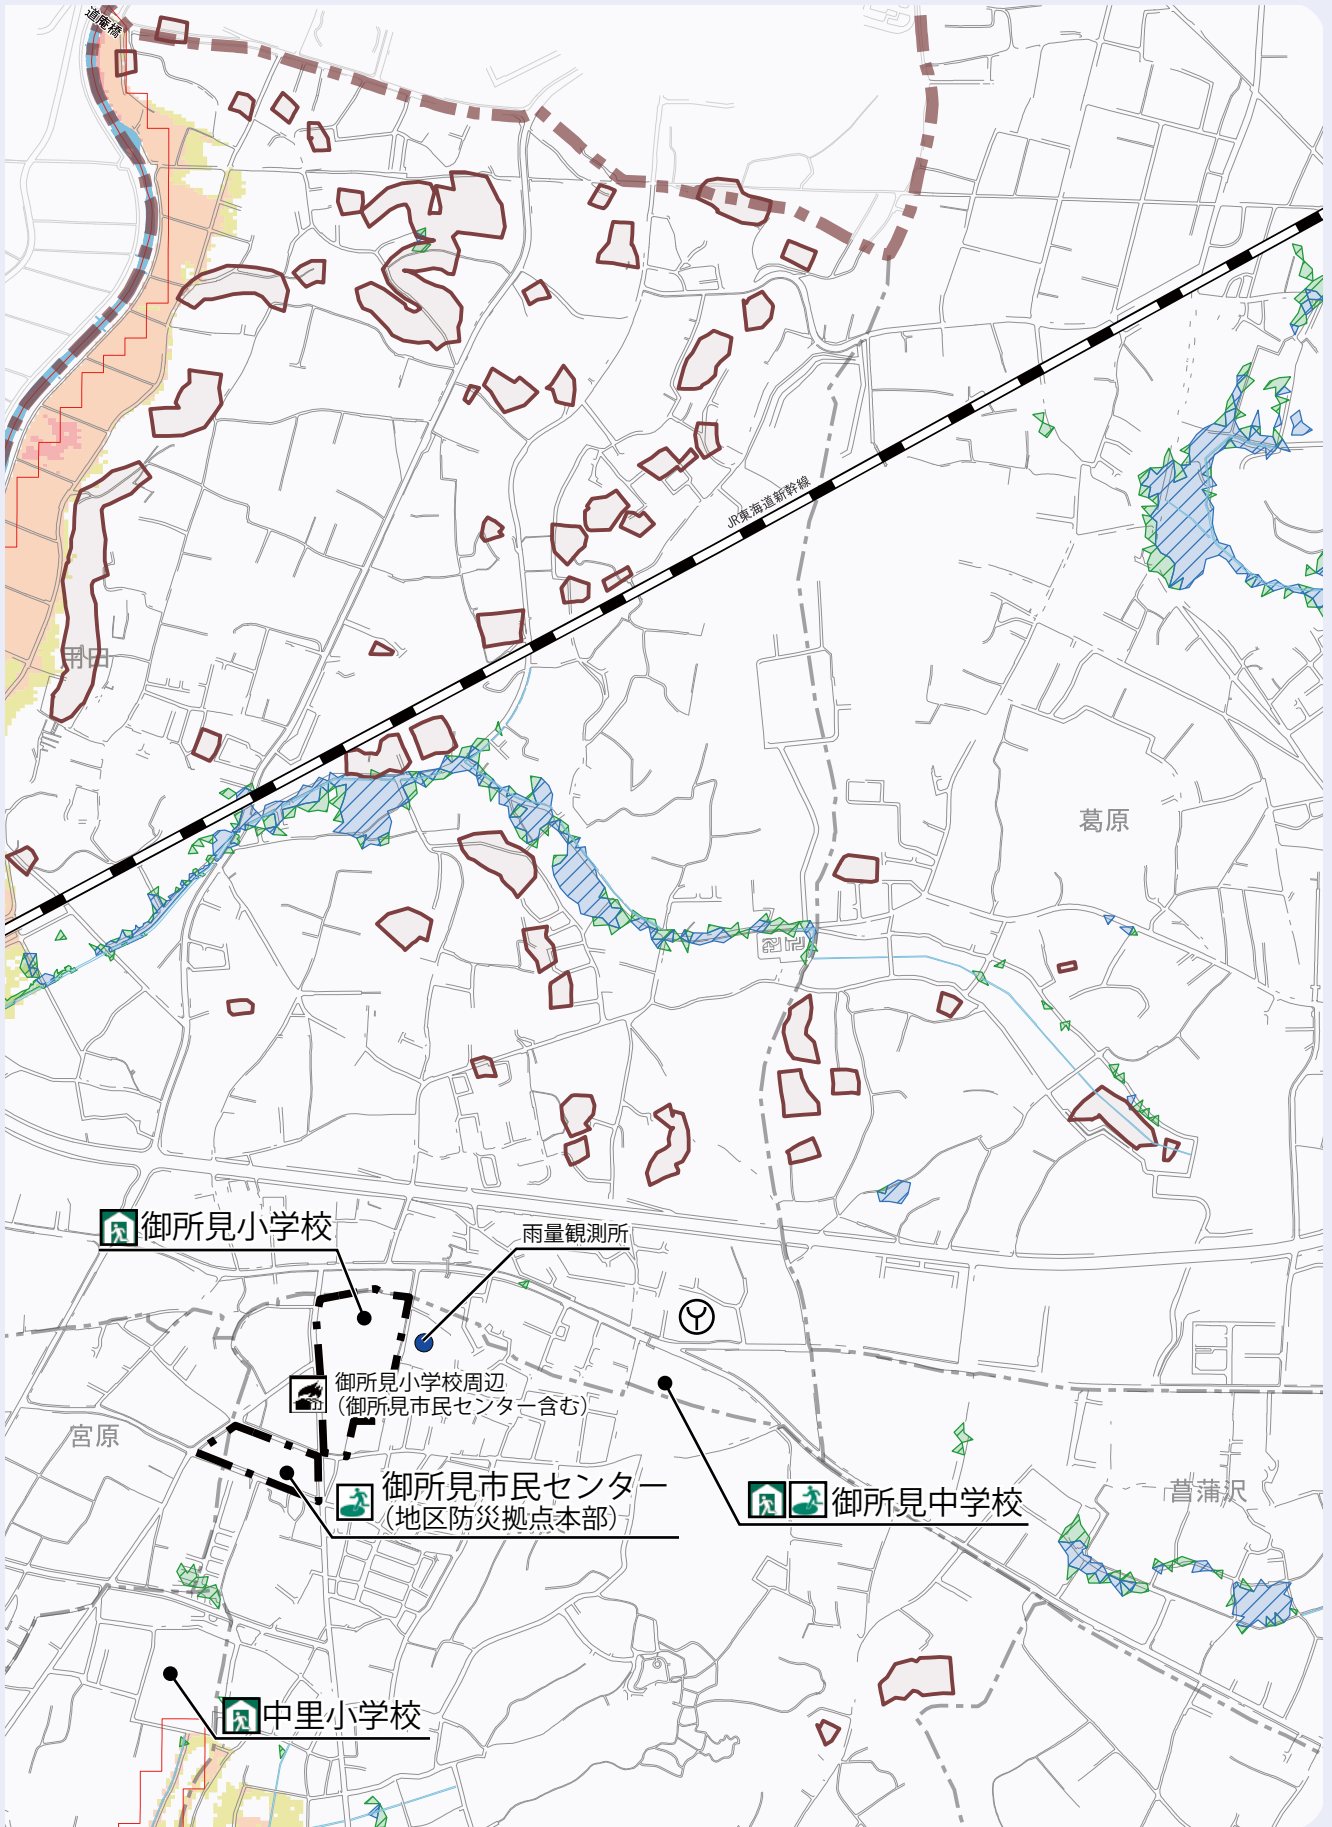 道庵橋
JR東海道新幹線
用田
葛原
御所見小学校
雨量観測所
御所見小学校周辺
（御所見市民センター含む）
宮原
御所見市民センター
（地区防災拠点本部）
御所見中学校
菖蒲沢
中里小学校